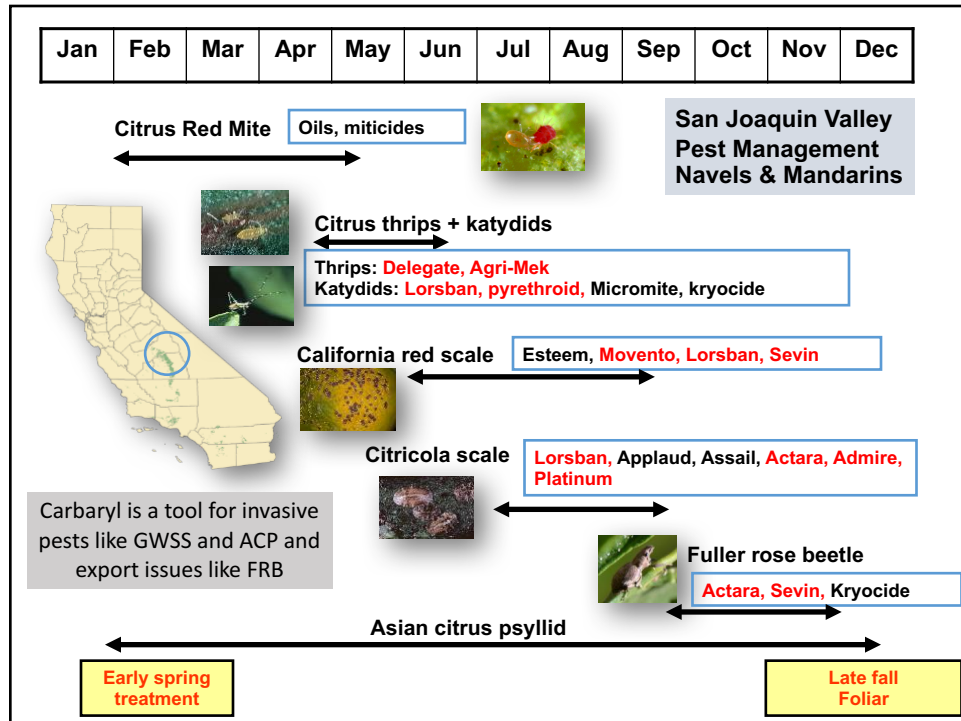 Jan Feb Mar Apr May Jun Jul Aug Sep Oct Nov Dec
Citrus Red Mite
Oils, miticides
San Joaquin Valley
Pest Management
Navels & Mandarins
Citrus thrips + katydids
Thrips: Delegate, Agri-Mek
Katydids: Lorsban, pyrethroid, Micromite, kryocide
California red scale
Esteem, Movento, Lorsban, Sevin
Citricola scale
Lorsban, Applaud, Assail, Actara, Admire,
Platinum
Carbaryl is a tool for invasive
pests like GWSS and ACP and
export issues like FRB
Fuller rose beetle
Actara, Sevin, Kryocide
Asian citrus psyllid
Early spring
treatment
Late fall
Foliar